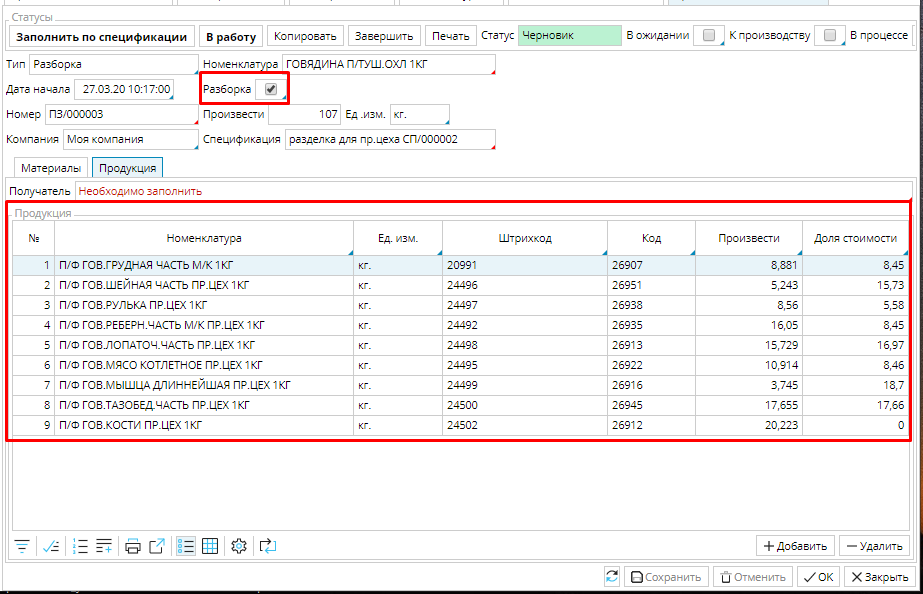 Статусы
Заполнить по спецификации В работу Копировать Завершить Печать Статус Черновик В ожидании К производству В процессе
Тип Разборка Номенклатура ГОВЯДИНА П/ТУШ.ОХЛ 1КГ
Дата начала 27.03.20 10:17:00 Разборка
Номер ПЗ/000003 Произвести 107 Ед .изм. кг.
Компания Моя компания Спецификация разделка для пр.цеха СП/000002
Материалы Продукция
Получатель Необходимо заполнить
Продукция
№ Номенклатура Ед. изм. Штрихкод Код Произвести Доля стоимости
1 П/Ф ГОВ.ГРУДНАЯ ЧАСТЬ М/К 1КГ кг. 20991 26907 8,881 8,45
2 П/Ф ГОВ.ШЕЙНАЯ ЧАСТЬ ПР.ЦЕХ 1КГ кг. 24496 26951 5,243 15,73
3 П/Ф ГОВ.РУЛЬКА ПР.ЦЕХ 1КГ кг. 24497 26938 8,56 5,58
4 П/Ф ГОВ.РЕБЕРН.ЧАСТЬ М/К ПР.ЦЕХ 1КГ кг. 24492 26935 16,05 8,45
5 П/Ф ГОВ.ЛОПАТОЧ.ЧАСТЬ ПР.ЦЕХ 1КГ кг. 24498 26913 15,729 16,97
6 П/Ф ГОВ.МЯСО КОТЛЕТНОЕ ПР.ЦЕХ 1КГ кг. 24495 26922 10,914 8,46
7 П/Ф ГОВ.МЫШЦА ДЛИННЕЙШАЯ ПР.ЦЕХ 1КГ кг. 24499 26916 3,745 18,7
8 П/Ф ГОВ.ТАЗОБЕД.ЧАСТЬ ПР.ЦЕХ 1КГ кг. 24500 26945 17,655 17,66
9 П/Ф ГОВ.КОСТИ ПР.ЦЕХ 1КГ кг. 24502 26912 20,223 0
Добавить Удалить
Сохранить Отменить OK Закрыть